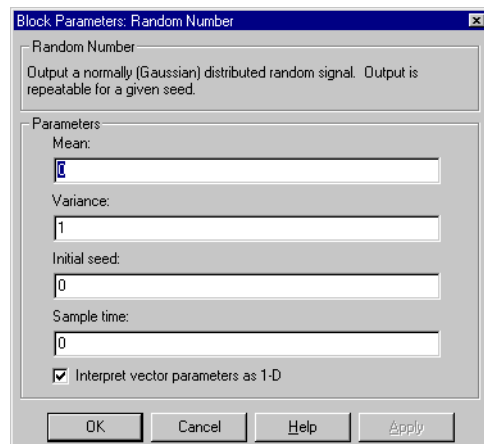 Block Parameters: Random Number
Random Number
Output a normally (Gaussian) distributed random signal. Output is
repeatable for a given seed.
Parameters
Mean:
0
Variance:
1
Initial seed:
0
Sample time:
0
Interpret vector parameters as 1-D
OK Cancel Help Apply